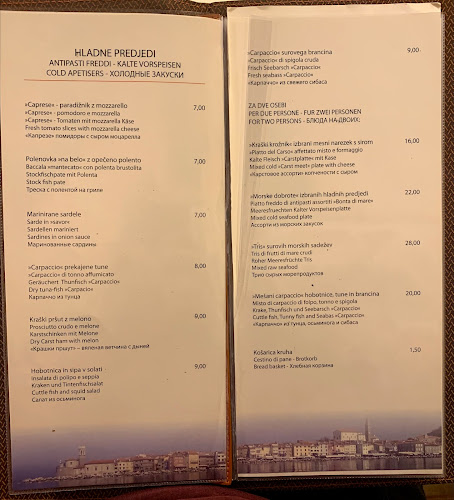 HLADNE PREDJEDI
ANTIPASTI FREDDI - KALTE VORSPEISEN
COLD APETISERS - ХОЛОДНЫЕ ЗАКУСКИ
»Caprese« - paradižnik z mozzarello 7,00
»Caprese« - pomodoro e mozzarella
»Caprese« - Tomaten mit mozzarela Käse
Fresh tomato slices with mozzarella cheese
«Капрезе» помидоры с сыром моцарелла
Polenovka »na belo« z opečeno polento 7,00
Baccala »mantecato« con polenta brustolita
Stockfischpate mit Polenta
Stock fish pate
Треска с полентой на гриле
Marinirane sardele 7,00
Sarde in »savor«
Sardellen mariniert
Sardines in onion sauce
Маринованные сардины
»Carpaccio« prekajene tune 8,00
»Carpaccio« di tonno affumicato
Geräuchert Thunfisch »Carpaccio«
Dry tuna-fish »Carpacio«
Карпаччо из тунца
Kraški pršut z melono 9,00
Prosciutto crudo e melone
Karstschinken mit Melone
Dry Carst ham with melon
«Крашки пршут» – вяленая ветчина с дыней
Hobotnica in sipa v solati 9,00
Insalata di polipo e seppia
Kraken und Tintenfischsalat
Cuttle fish and squid salad
Салат из осьминога
»Carpaccio« surovega brancina 9,00
»Carpaccio« di spigola cruda
Frisch Seebarsch »Carpaccio«
Fresh seabass »Carpaccio«
«Карпаччо» из свежего сибаса
ZA DVE OSEBI
PER DUE PERSONE - FUR ZWEI PERSONEN
FOR TWO PERSONS - БЛЮДА НА ДВОИХ:
»Kraški krožnik« izbrani mesni narezek s sirom 16,00
»Piatto del Carso« affettato misto e formaggio
Kalte Fleisch »Carstplatte« mit Käse
Mixed cold »Carst meet« plate with cheese
«Карстовое ассорти» копчености с сыром
»Morske dobrote« izbranih hladnih predjedi 22,00
Piatto freddo di antipasti assortiti »Bonta di mare«
Meeresfruechten Kalter Vorspeisenplatte
Mixed cold seafood plate
Ассорти из морских закусок
»Tris« surovih morskih sadežev 28,00
Tris di frutti di mare crudi
Roher Meeresfrüchte Tris
Mixed raw seafood
Трио сырых морепродуктов
»Mešani carpaccio« hobotnice, tune in brancina 20,00
Misto di carpaccio di folpo, tonno e spigola
Krake, Thunfisch und Seebarsch »Carpaccio«
Cuttle fish, Tunny fish and Seabas »Carpaccio«
«Карпаччо» из тунца, осьминога и сибаса
Košarica kruha 1,50
Cestino di pane - Brotkorb
Bread basket - Хлебная корзина